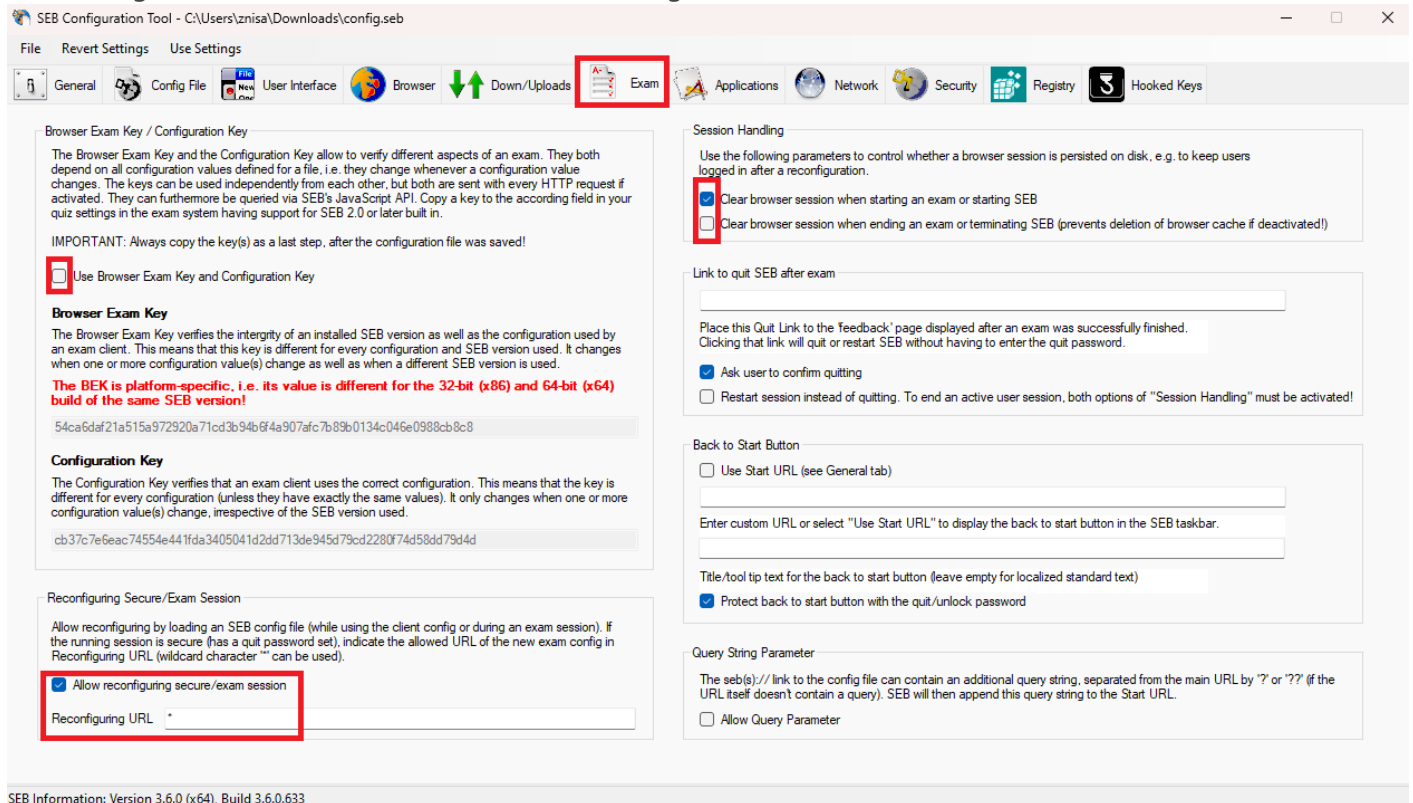 SEB Configuration Tool - C:\Users\znisa\Downloads\config.seb
File Revert Settings Use Settings
General Config File User Interface Browser Down/Uploads Exam Applications Network Security Registry Hooked Keys
Browser Exam Key / Configuration Key
The Browser Exam Key and the Configuration Key allow to verify different aspects of an exam. They both
depend on all configuration values defined for a file, i.e. they change whenever a configuration value
changes. The keys can be used independently from each other, but both are sent with every HTTP request if
activated. They can furthermore be queried via SEB's JavaScript API. Copy a key to the according field in your
quiz settings in the exam system having support for SEB 2.0 or later built in.
IMPORTANT: Always copy the key(s) as a last step, after the configuration file was saved!
Use Browser Exam Key and Configuration Key
Browser Exam Key
The Browser Exam Key verifies the intergrity of an installed SEB version as well as the configuration used by
an exam client. This means that this key is different for every configuration and SEB version used. It changes
when one or more configuration value(s) change as well as when a different SEB version is used.
The BEK is platform-specific, i.e. its value is different for the 32-bit (x86) and 64-bit (x64)
build of the same SEB version!
54ca6daf21a515a972920a71cd3b94b6f4a907afc7b89b0134c046e0988cb8c8
Configuration Key
The Configuration Key verifies that an exam client uses the correct configuration. This means that the key is
different for every configuration (unless they have exactly the same values). It only changes when one or more
configuration value(s) change, irrespective of the SEB version used.
cb37c7e6eac74554e441fda3405041d2dd713de945d79cd2280f74d58dd79d4d
Reconfiguring Secure/Exam Session
Allow reconfiguring by loading an SEB config file (while using the client config or during an exam session). If
the running session is secure (has a quit password set), indicate the allowed URL of the new exam config in
Reconfiguring URL (wildcard character '*' can be used).
Allow reconfiguring secure/exam session
Reconfiguring URL *
Session Handling
Use the following parameters to control whether a browser session is persisted on disk, e.g. to keep users
logged in after a reconfiguration.
Clear browser session when starting an exam or starting SEB
Clear browser session when ending an exam or terminating SEB (prevents deletion of browser cache if deactivated!)
Link to quit SEB after exam
Place this Quit Link to the 'feedback' page displayed after an exam was successfully finished.
Clicking that link will quit or restart SEB without having to enter the quit password.
Ask user to confirm quitting
Restart session instead of quitting. To end an active user session, both options of "Session Handling" must be activated!
Back to Start Button
Use Start URL (see General tab)
Enter custom URL or select "Use Start URL" to display the back to start button in the SEB taskbar.
Title/tool tip text for the back to start button (leave empty for localized standard text)
Protect back to start button with the quit/unlock password
Query String Parameter
The seb(s):// link to the config file can contain an additional query string, separated from the main URL by '?' or '??' (if the
URL itself doesn't contain a query). SEB will then append this query string to the Start URL.
Allow Query Parameter
SEB Information: Version 3.6.0 (x64), Build 3.6.0.633